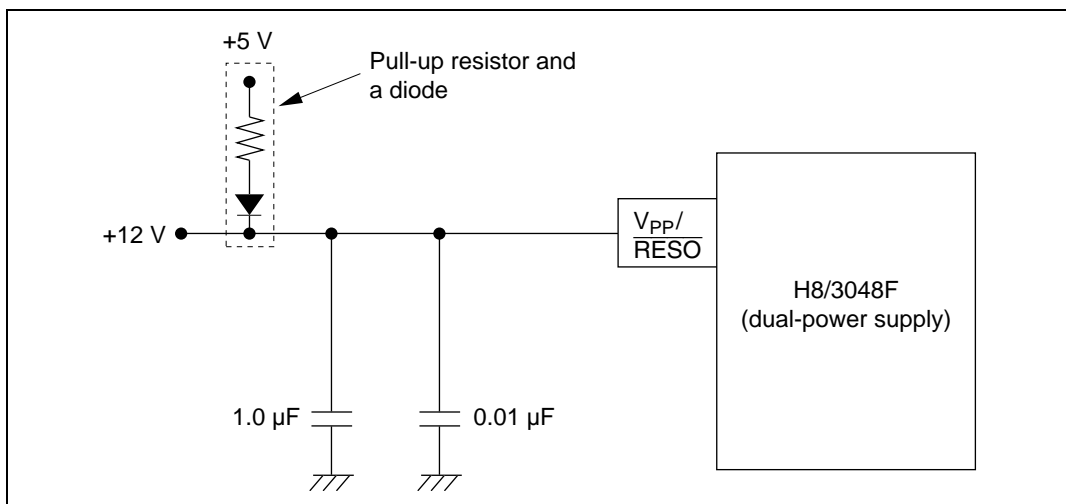 +5 V
Pull-up resistor and
a diode
+12 V
VPP/
RESO
H8/3048F
(dual-power supply)
1.0 µF
0.01 µF